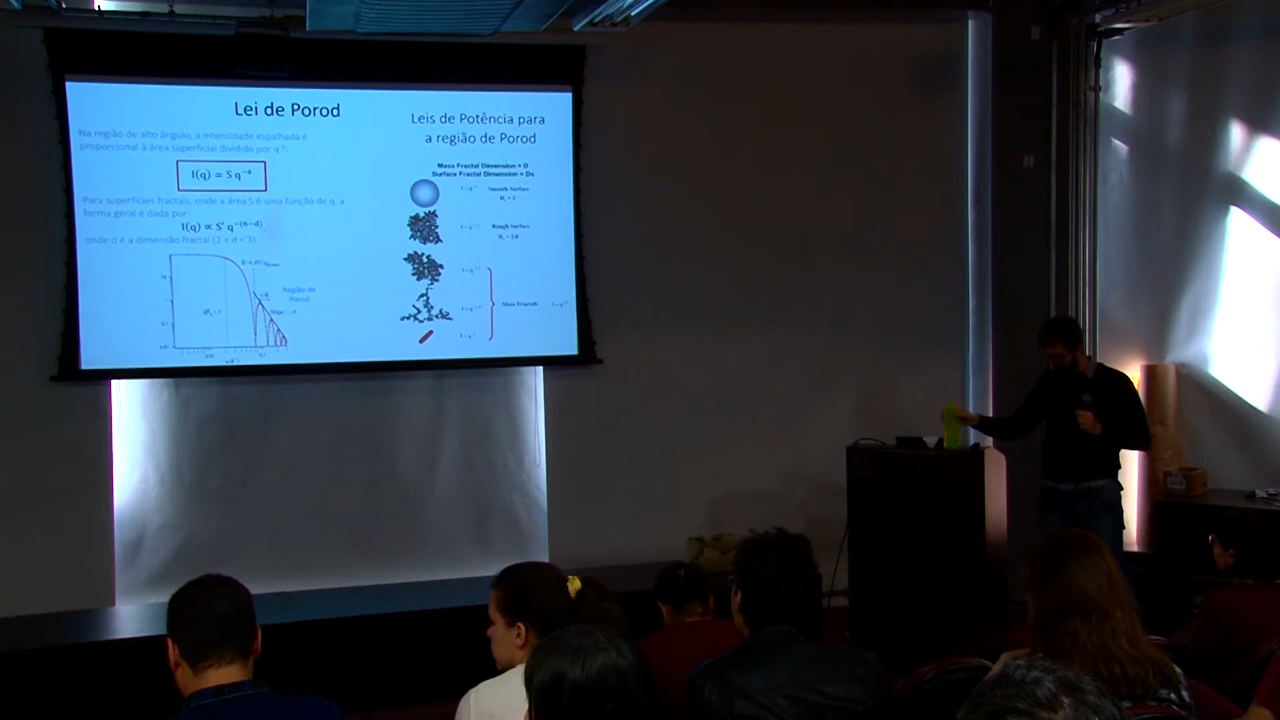 Lei de Porod
Na região de alto ângulo, a intensidade espalhada é
proporcional à área superficial dividido por q⁻⁴:
I(q) = S q⁻⁴
Para superfícies fractais, onde a área S é uma função de q, a
forma geral é dada por:
I(q) ∝ S' q⁻⁽⁶⁻ᵈ⁾
onde d é a dimensão fractal (2 < d < 3)
Região de
Porod
Leis de Potência para
a região de Porod
Mass Fractal Dimension = D
Surface Fractal Dimension = Ds
Smooth Surface
Rough Surface
Mass Fractals